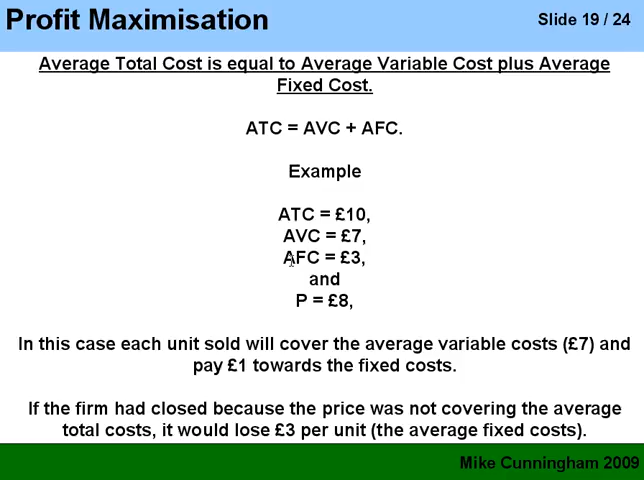 Profit Maximisation
Slide 19 / 24
Average Total Cost is equal to Average Variable Cost plus Average
Fixed Cost.
ATC = AVC + AFC.
Example
ATC = £10,
AVC = £7,
AFC = £3,
and
P = £8,
In this case each unit sold will cover the average variable costs (£7) and
pay £1 towards the fixed costs.
If the firm had closed because the price was not covering the average
total costs, it would lose £3 per unit (the average fixed costs).
Mike Cunningham 2009